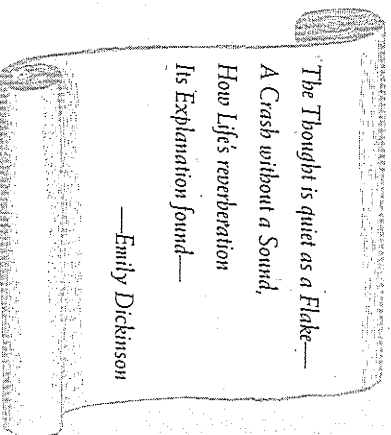 "The Thought is quiet as a Flake—
A Crash without a Sound,
How Life's reverberation
Its Explanation found—
—Emily Dickinson